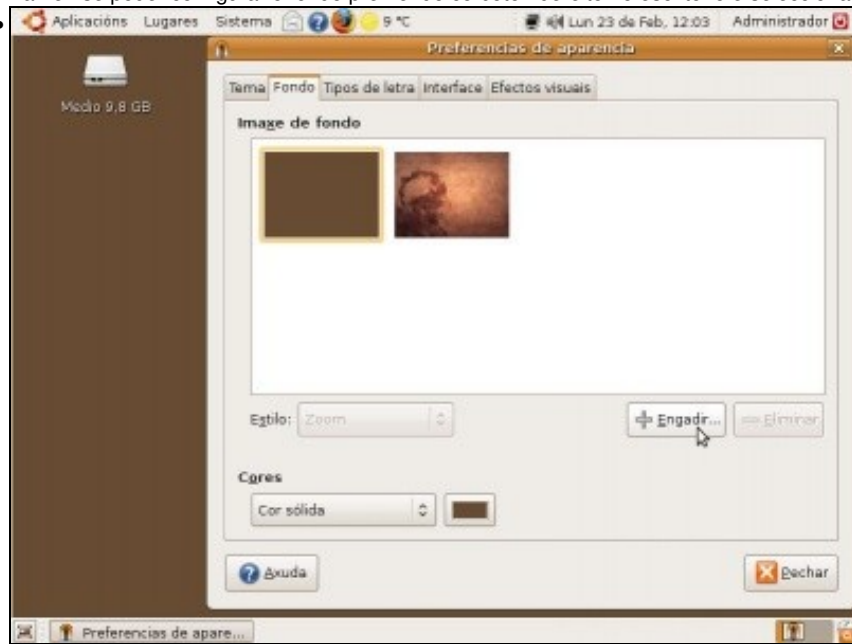 Aplicacións Lugares Sistema 9 °C Lun 23 de Feb, 12:03 Administrador
Preferencias de aparencia
Medio 9,8 GB
Tema Fondo Tipos de letra Interface Efectos visuais
Imaxe de fondo
Estilo: Zoom Engadir... Eliminar
Cores
Cor sólida
Axuda Pechar
Preferencias de apare...